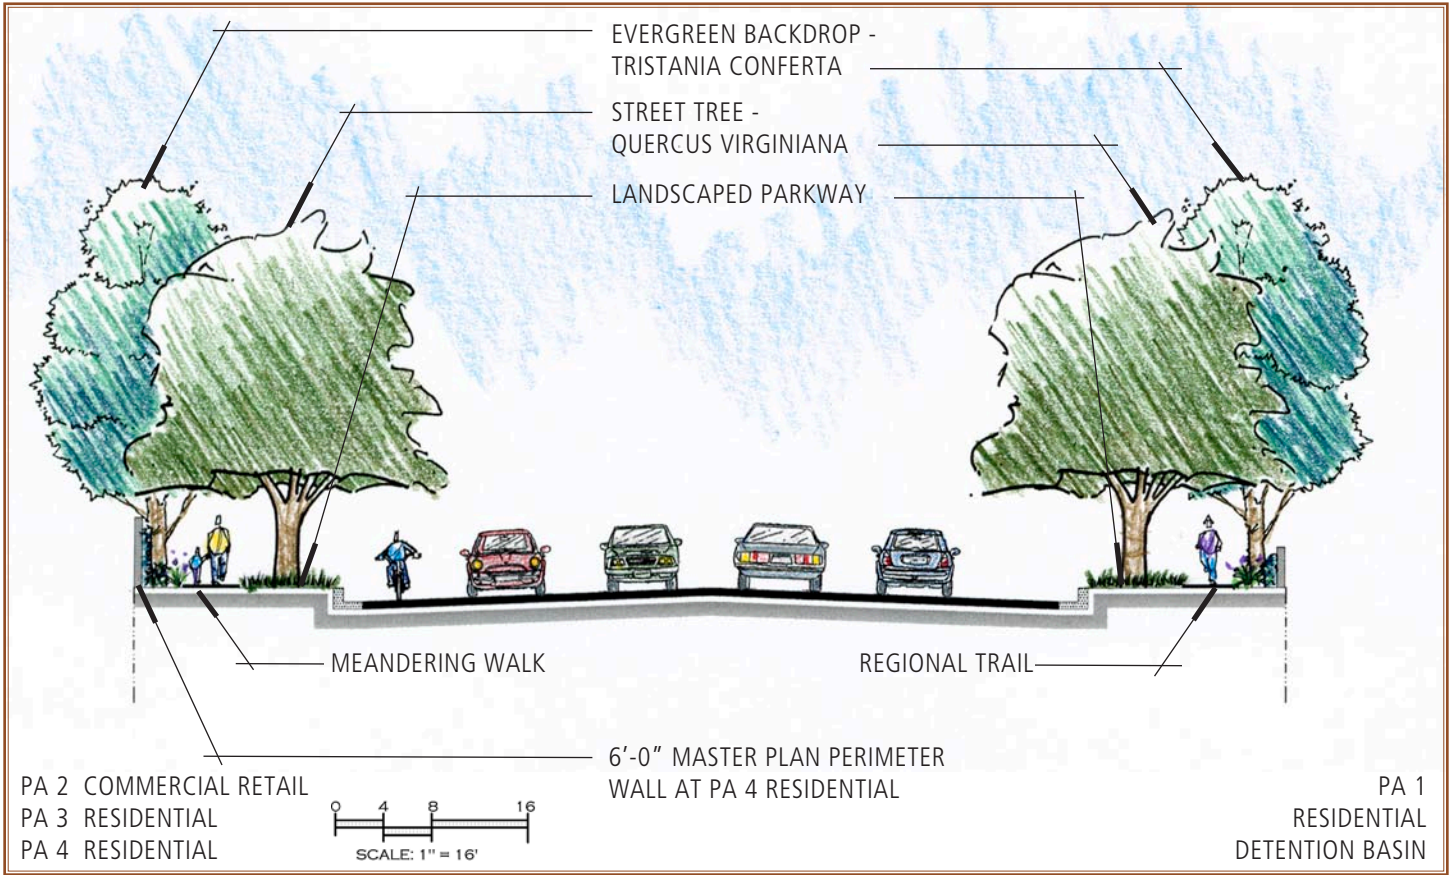 EVERGREEN BACKDROP -
TRISTANIA CONFERTA
STREET TREE -
QUERCUS VIRGINIANA
LANDSCAPED PARKWAY
MEANDERING WALK
REGIONAL TRAIL
6'-0" MASTER PLAN PERIMETER
WALL AT PA 4 RESIDENTIAL
PA 2 COMMERCIAL RETAIL
PA 3 RESIDENTIAL
PA 4 RESIDENTIAL
0 4 8 16
SCALE: 1" = 16'
PA 1
RESIDENTIAL
DETENTION BASIN